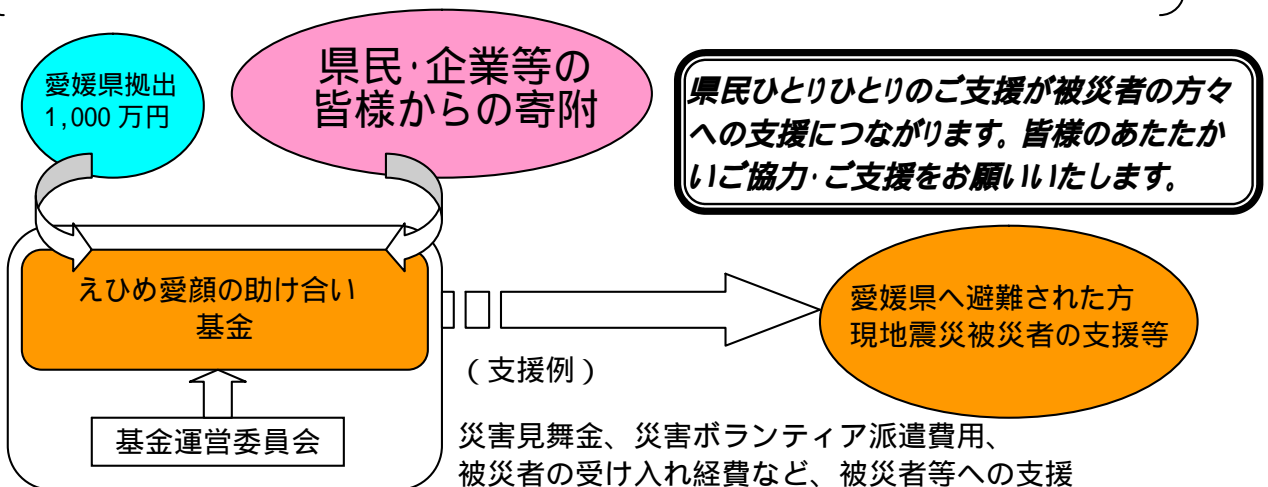 愛媛県拠出
1,000 万円
県民・企業等の
皆様からの寄附
県民ひとりひとりのご支援が被災者の方々
への支援につながります。皆様のあたたか
いご協力・ご支援をお願いいたします。
えひめ愛顔の助け合い
基金
基金運営委員会
(支援例)
災害見舞金、災害ボランティア派遣費用、
被災者の受け入れ経費など、被災者等への支援
愛媛県へ避難された方
現地震災被災者の支援等